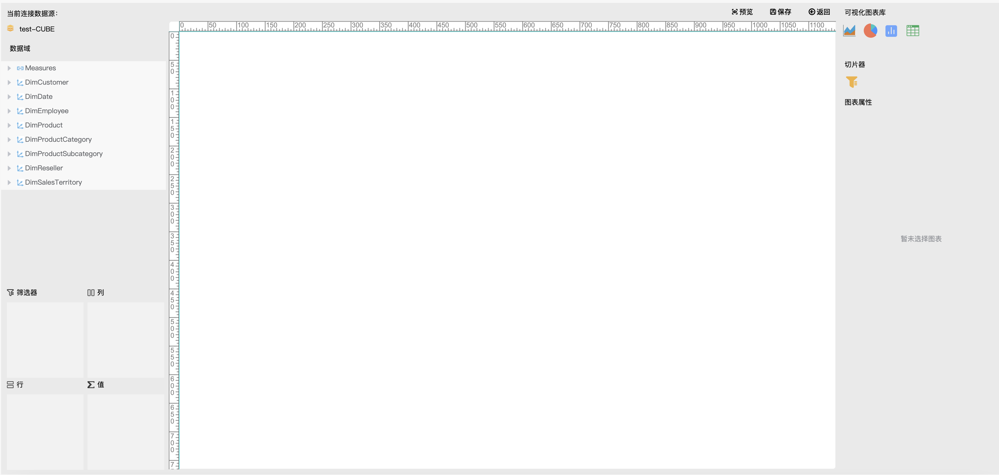 当前连接数据源：
test-CUBE
数据域
Measures
DimCustomer
DimDate
DimEmployee
DimProduct
DimProductCategory
DimProductSubcategory
DimReseller
DimSalesTerritory
筛选器
列
行
值
预览 保存 返回
0 50 100 150 200 250 300 350 400 450 500 550 600 650 700 750 800 850 900 950 1000 1050 1100
0
50
100
150
200
250
300
350
400
450
500
550
600
650
700
7
可视化图表库
切片器
图表属性
暂未选择图表